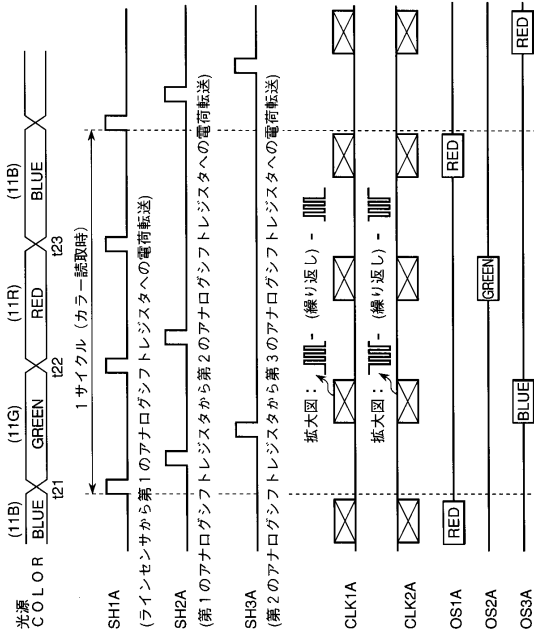 光源 (11B) (11G) (11R) (11B)
COLOR BLUE GREEN RED BLUE
t21 t22 t23
1サイクル（カラー読取時）
SH1A
(ラインセンサから第1のアナログシフトレジスタへの電荷転送)
SH2A
(第1のアナログシフトレジスタから第2のアナログシフトレジスタへの電荷転送)
SH3A
(第2のアナログシフトレジスタから第3のアナログシフトレジスタへの電荷転送)
拡大図： - (繰り返し) -
CLK1A
拡大図： - (繰り返し) -
CLK2A
OS1A RED RED
OS2A GREEN
OS3A BLUE RED